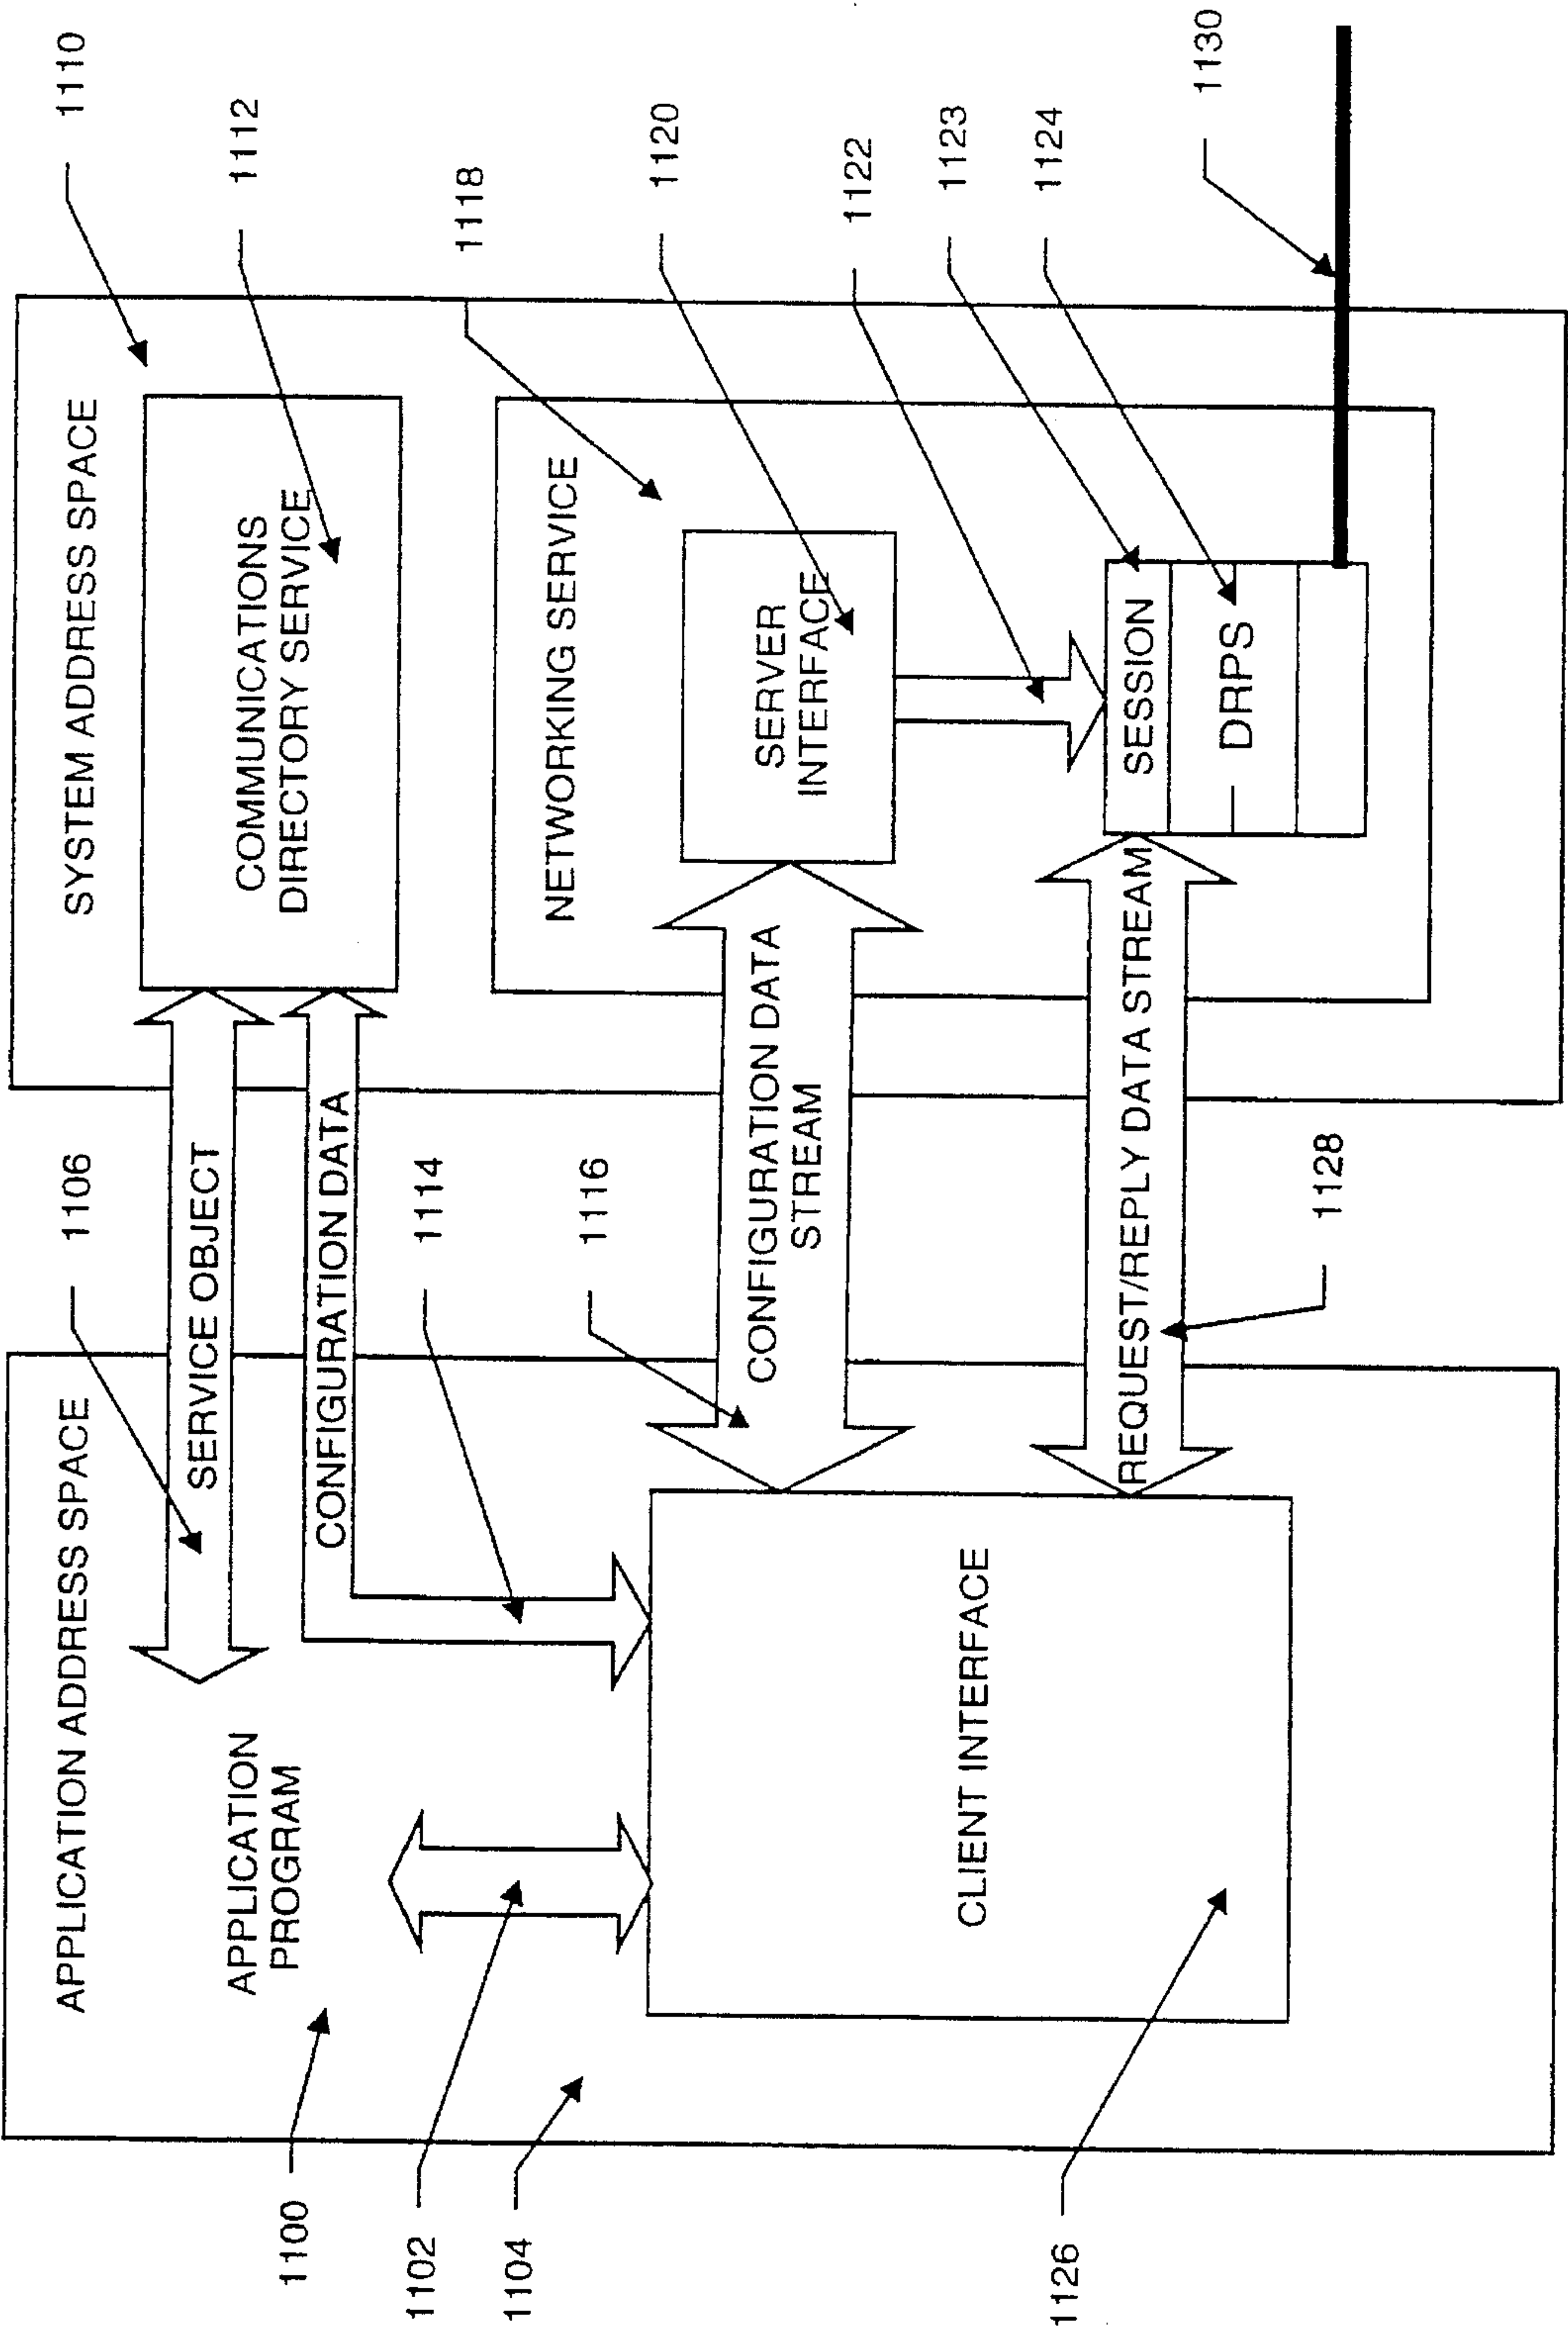 1100
1102
1104
1126
APPLICATION ADDRESS SPACE
APPLICATION
PROGRAM
CLIENT INTERFACE
1106
SERVICE OBJECT
CONFIGURATION DATA
1114
1116
CONFIGURATION DATA
STREAM
REQUEST/REPLY DATA STREAM
1128
SYSTEM ADDRESS SPACE
COMMUNICATIONS
DIRECTORY SERVICE
NETWORKING SERVICE
SERVER
INTERFACE
SESSION
DRPS
1110
1112
1118
1120
1122
1123
1124
1130